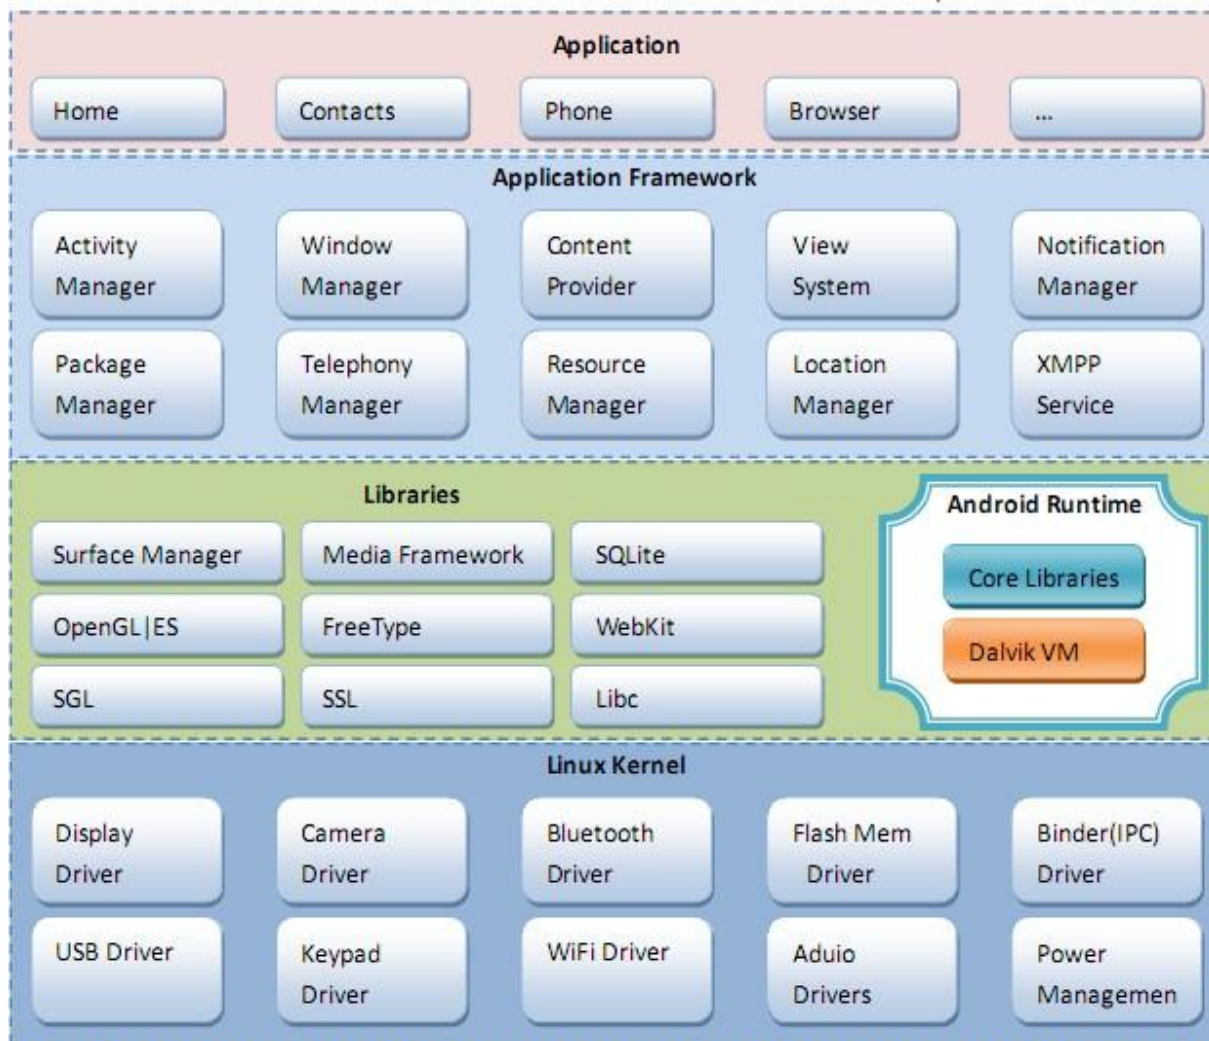 Application
Home
Contacts
Phone
Browser
...
Application Framework
Activity
Manager
Window
Manager
Content
Provider
View
System
Notification
Manager
Package
Manager
Telephony
Manager
Resource
Manager
Location
Manager
XMPP
Service
Libraries
Surface Manager
Media Framework
SQLite
OpenGL|ES
FreeType
WebKit
SGL
SSL
Libc
Android Runtime
Core Libraries
Dalvik VM
Linux Kernel
Display
Driver
Camera
Driver
Bluetooth
Driver
Flash Mem
Driver
Binder(IPC)
Driver
USB Driver
Keypad
Driver
WiFi Driver
Aduio
Drivers
Power
Managemen